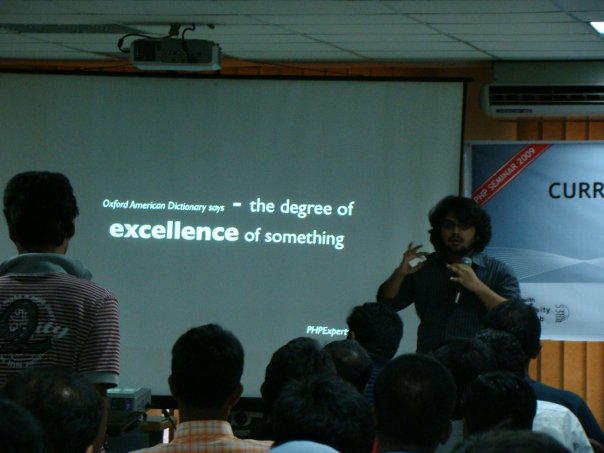 Oxford American Dictionary says - the degree of
excellence of something
PHPExpert
PHP SEMINAR 2009
CURR